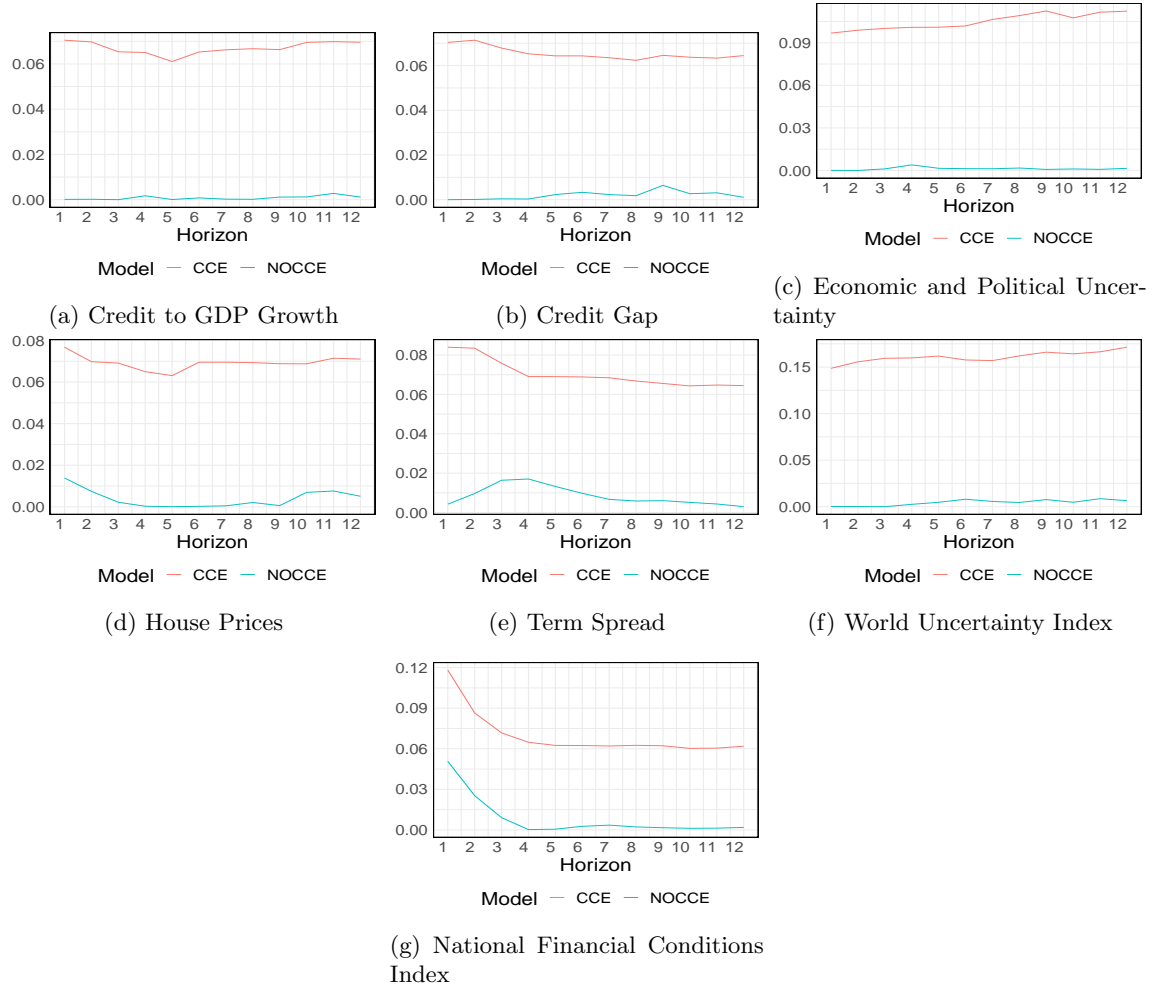 0.06
0.04
0.02
0.00
1 2 3 4 5 6 7 8 9 10 11 12
Horizon
Model CCE NOCCE
(a) Credit to GDP Growth
0.06
0.04
0.02
0.00
1 2 3 4 5 6 7 8 9 10 11 12
Horizon
Model CCE NOCCE
(b) Credit Gap
0.09
0.06
0.03
0.00
1 2 3 4 5 6 7 8 9 10 11 12
Horizon
Model CCE NOCCE
(c) Economic and Political Uncer-
tainty
0.08
0.06
0.04
0.02
0.00
1 2 3 4 5 6 7 8 9 10 11 12
Horizon
Model CCE NOCCE
(d) House Prices
0.08
0.06
0.04
0.02
0.00
1 2 3 4 5 6 7 8 9 10 11 12
Horizon
Model CCE NOCCE
(e) Term Spread
0.15
0.10
0.05
0.00
1 2 3 4 5 6 7 8 9 10 11 12
Horizon
Model CCE NOCCE
(f) World Uncertainty Index
0.12
0.09
0.06
0.03
0.00
1 2 3 4 5 6 7 8 9 10 11 12
Horizon
Model CCE NOCCE
(g) National Financial Conditions
Index